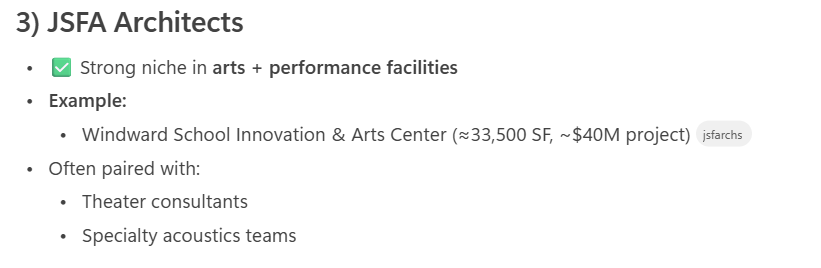 3) JSFA Architects
• ✅ Strong niche in arts + performance facilities
• Example:
• Windward School Innovation & Arts Center (≈33,500 SF, ~$40M project) jsfarchs
• Often paired with:
• Theater consultants
• Specialty acoustics teams